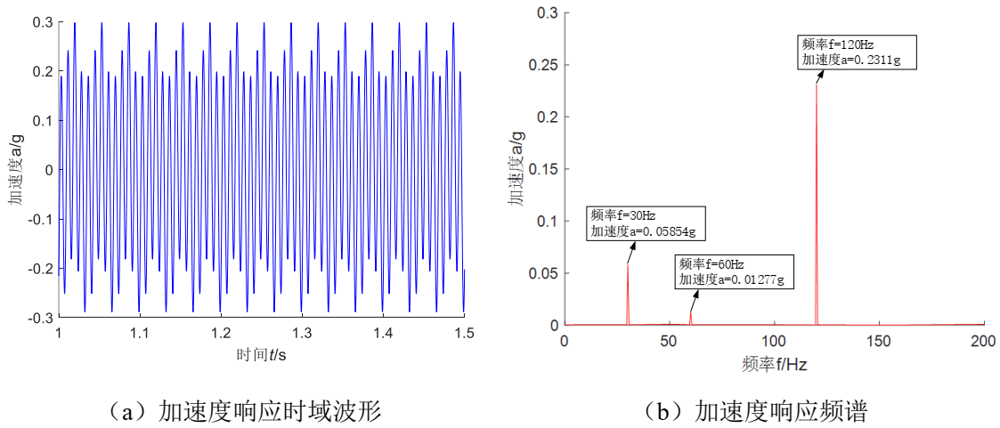 0.3
0.2
0.1
0
-0.1
-0.2
-0.3
加速度a/g
1
1.1
1.2
1.3
1.4
1.5
时间t/s
(a)加速度响应时域波形
0.3
0.25
0.2
0.15
0.1
0.05
0
加速度a/g
频率f=120Hz
加速度a=0.2311g
频率f=30Hz
加速度a=0.05854g
频率f=60Hz
加速度a=0.01277g
0
50
100
150
200
频率f/Hz
(b)加速度响应频谱